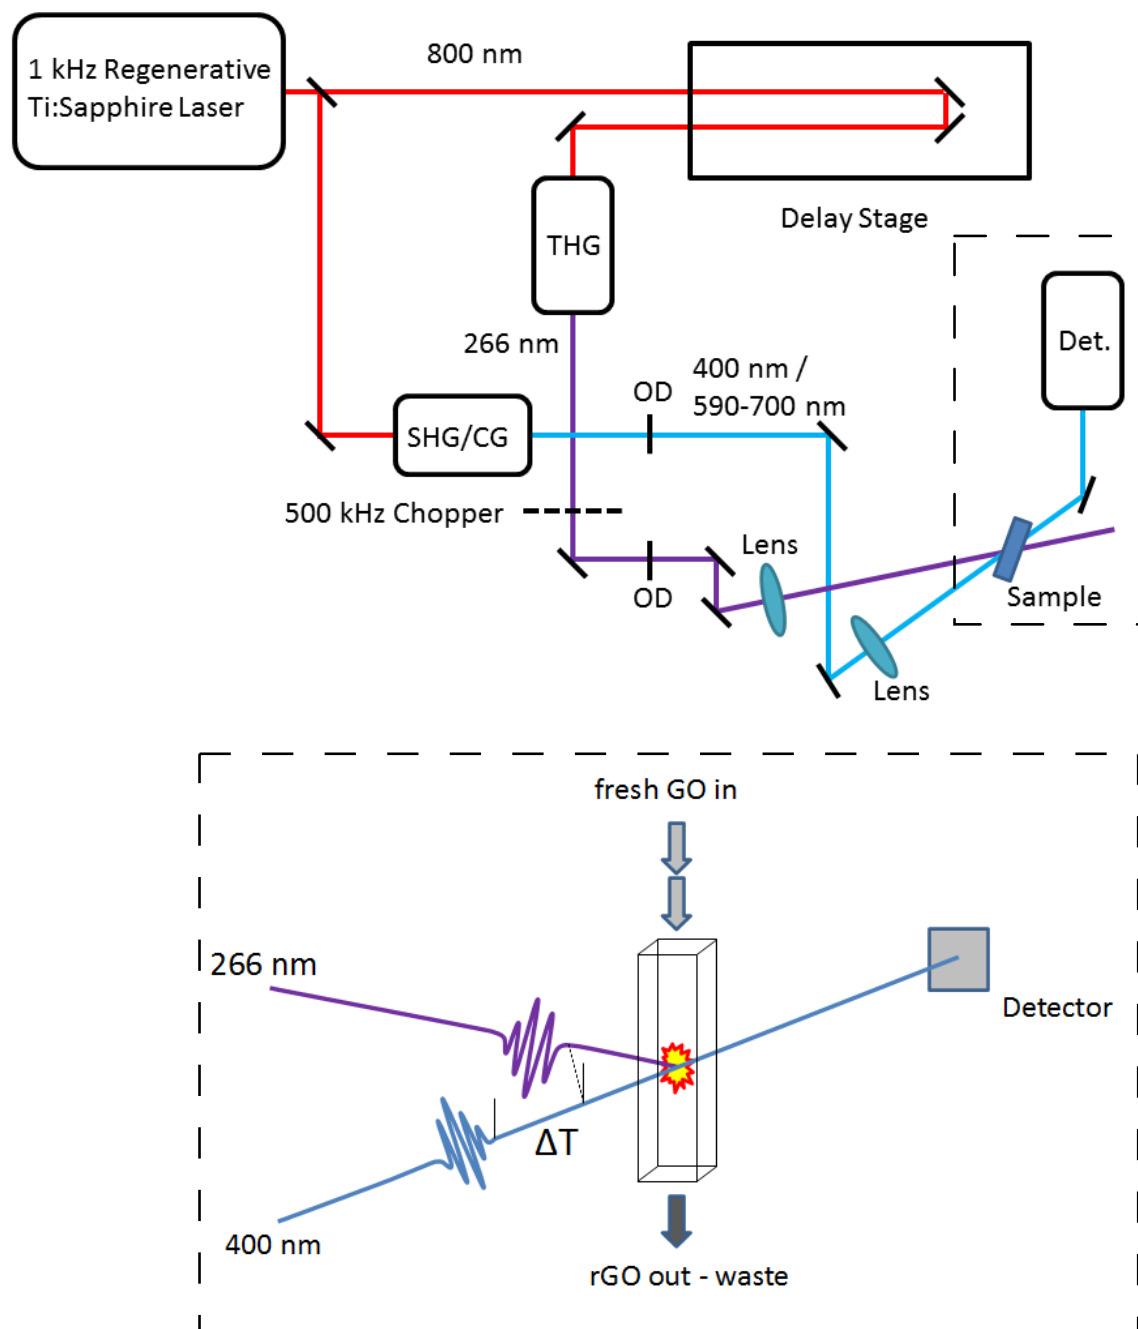 1 kHz Regenerative
Ti:Sapphire Laser
800 nm
Delay Stage
THG
266 nm
Det.
400 nm /
590-700 nm
OD
SHG/CG
500 kHz Chopper
Lens
OD
Sample
Lens
fresh GO in
266 nm
Detector
ΔT
400 nm
rGO out - waste